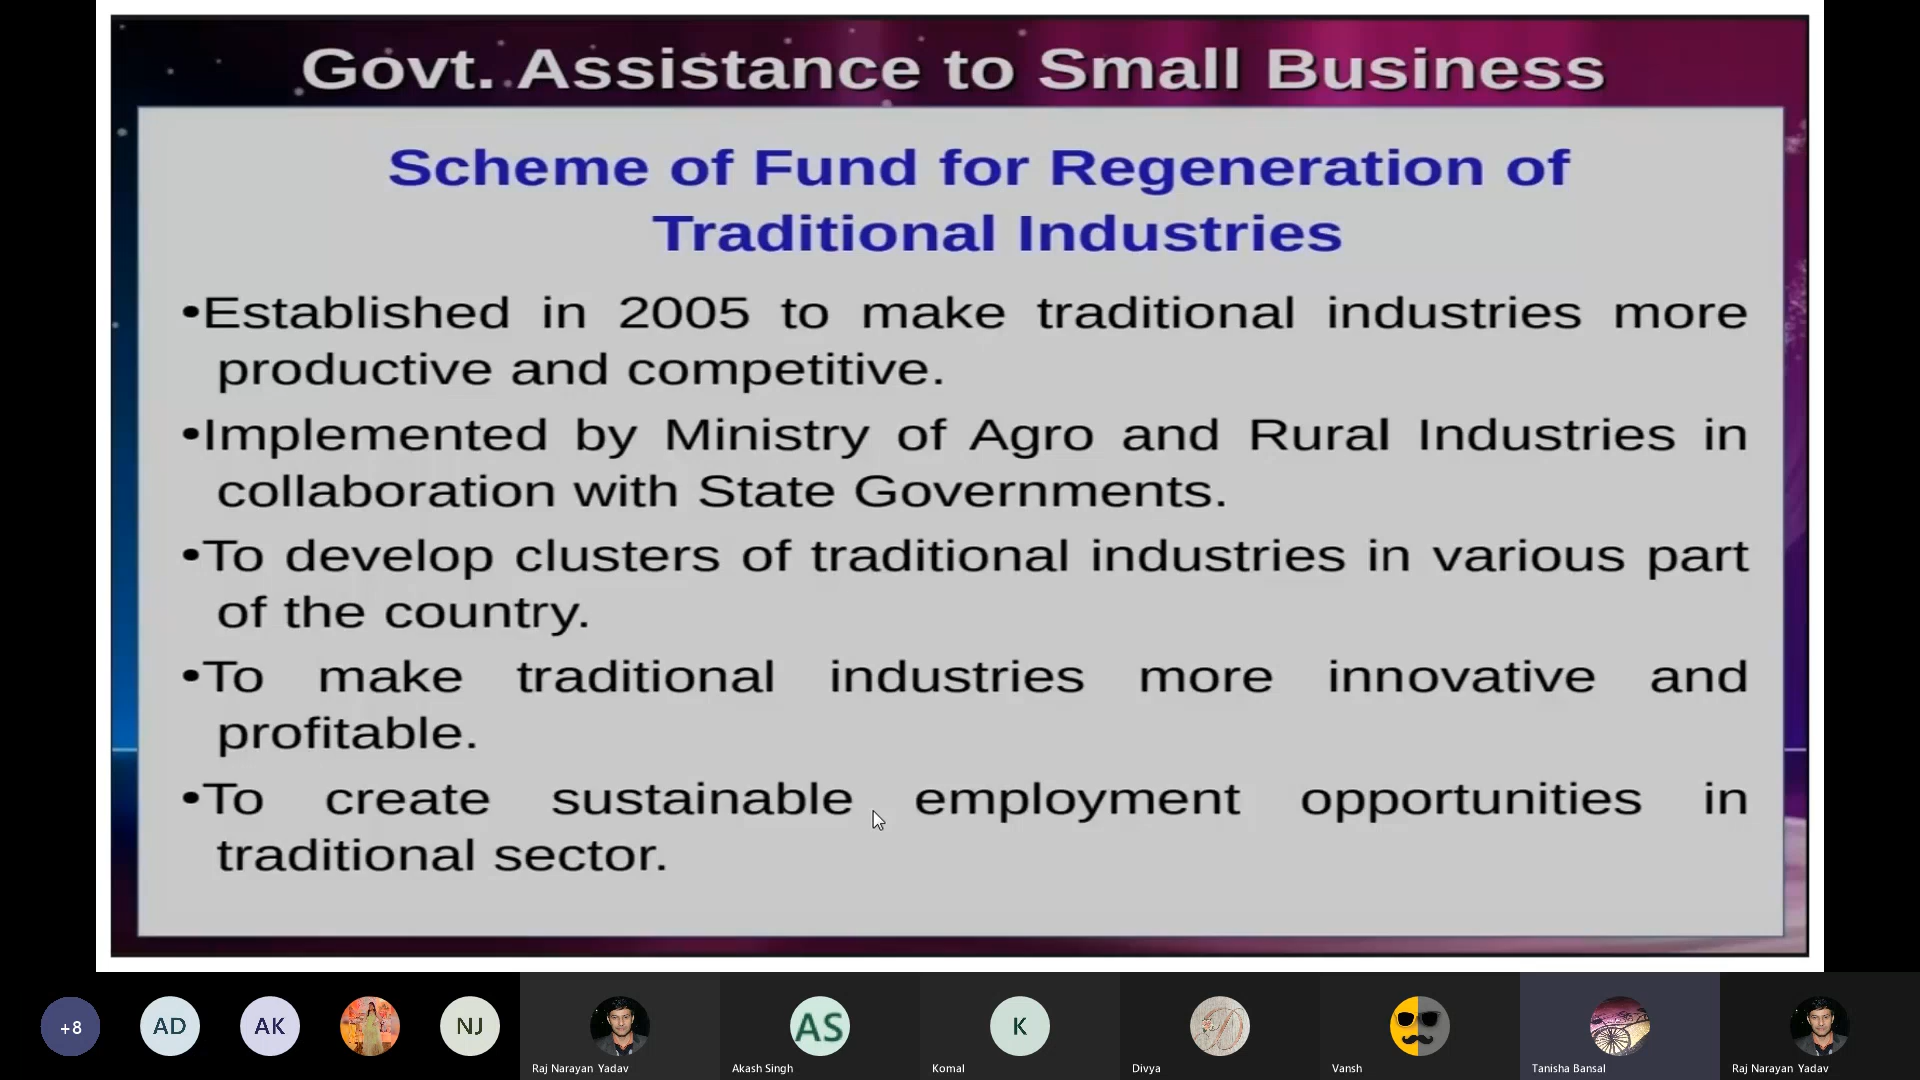 Govt. Assistance to Small Business
Scheme of Fund for Regeneration of
Traditional Industries
•Established in 2005 to make traditional industries more
productive and competitive.
•Implemented by Ministry of Agro and Rural Industries in
collaboration with State Governments.
•To develop clusters of traditional industries in various part
of the country.
•To make traditional industries more innovative and
profitable.
•To create sustainable employment opportunities in
traditional sector.
+8
AD
AK
NJ
AS
K
D
Raj Narayan Yadav
Akash Singh
Komal
Divya
Vansh
Tanisha Bansal
Raj Narayan Yadav